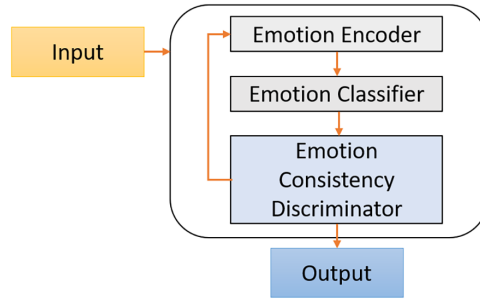 Input
Emotion Encoder
Emotion Classifier
Emotion
Consistency
Discriminator
Output